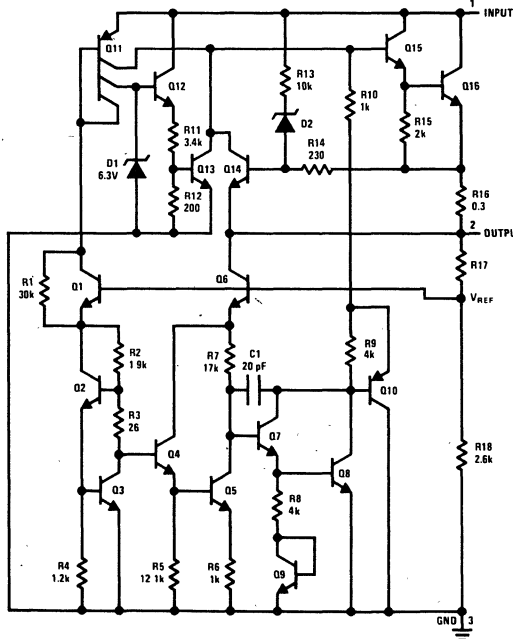 1
INPUT
Q11
Q15
Q12
R13
10k
R10
1k
Q16
R11
3.4k
D2
R15
2k
R14
230
D1
6.3V
Q13
Q14
R12
200
R16
0.3
2
OUTPUT
R17
R1
30k
Q1
Q6
VREF
R2
1 9k
R7
17k
C1
20 pF
R9
4k
Q10
Q2
R3
26
Q4
Q7
Q8
R18
2.6k
Q3
Q5
R8
4k
R4
1.2k
R5
12 1k
R6
1k
Q9
GND 3